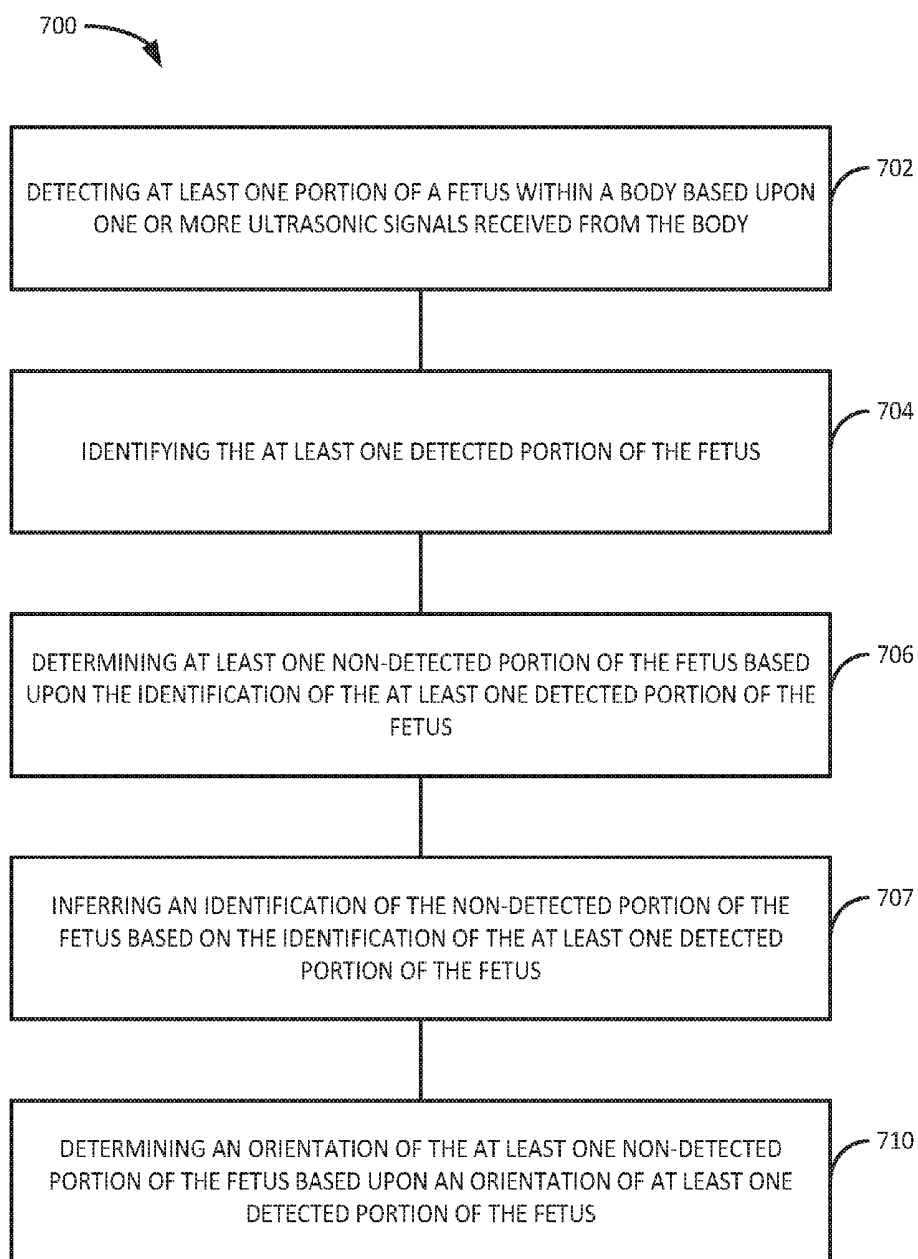 700
DETECTING AT LEAST ONE PORTION OF A FETUS WITHIN A BODY BASED UPON
ONE OR MORE ULTRASONIC SIGNALS RECEIVED FROM THE BODY
702
IDENTIFYING THE AT LEAST ONE DETECTED PORTION OF THE FETUS
704
DETERMINING AT LEAST ONE NON-DETECTED PORTION OF THE FETUS BASED
UPON THE IDENTIFICATION OF THE AT LEAST ONE DETECTED PORTION OF THE
FETUS
706
INFERRING AN IDENTIFICATION OF THE NON-DETECTED PORTION OF THE
FETUS BASED ON THE IDENTIFICATION OF THE AT LEAST ONE DETECTED
PORTION OF THE FETUS
707
DETERMINING AN ORIENTATION OF THE AT LEAST ONE NON-DETECTED
PORTION OF THE FETUS BASED UPON AN ORIENTATION OF AT LEAST ONE
DETECTED PORTION OF THE FETUS
710